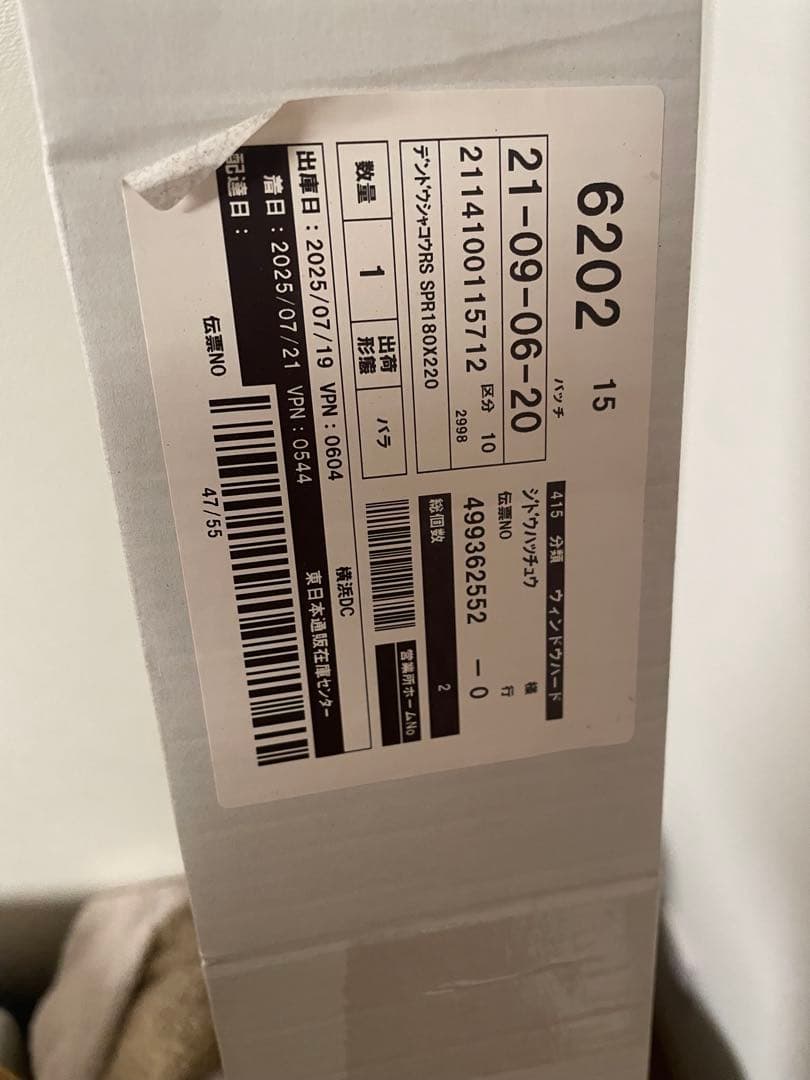 6202 15
バッチ
21-09-06-20
2114100115712 区分 10
2998
デンドウシャコウRS SPR180X220
数量 1 出荷形態 バラ
415 分類 ウィンドウハード
ジドウハッチュウ 様
伝票NO 行
499362552 -0
総個数 2
営業所ホームNo
出庫日:2025/07/19 VPN:0604 横浜DC
着日:2025/07/21 VPN:0544 東日本通販在庫センター
配達日:
伝票NO 47/55